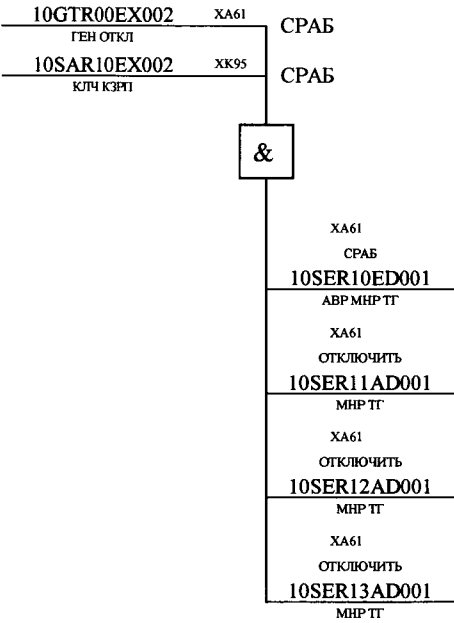 10GTR00EX002 XA61 СРАБ
ГЕН ОТКЛ
10SAR10EX002 XK95 СРАБ
КЛЧ КЗРП
&
XA61
СРАБ
10SER10ED001
АВР МНР ТГ
XA61
ОТКЛЮЧИТЬ
10SER11AD001
МНР ТГ
XA61
ОТКЛЮЧИТЬ
10SER12AD001
МНР ТГ
XA61
ОТКЛЮЧИТЬ
10SER13AD001
МНР ТГ